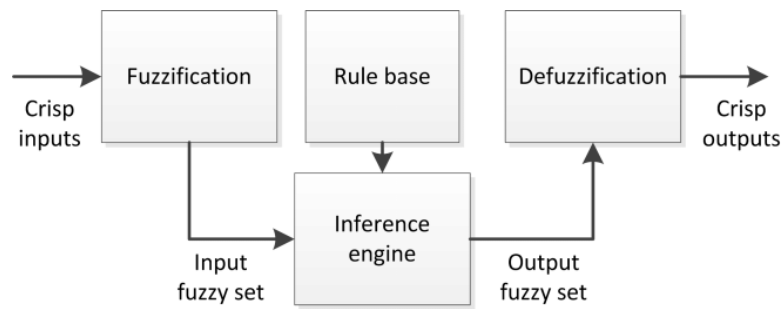 Fuzzification
Rule base
Defuzzification
Crisp
inputs
Crisp
outputs
Inference
engine
Input
fuzzy set
Output
fuzzy set